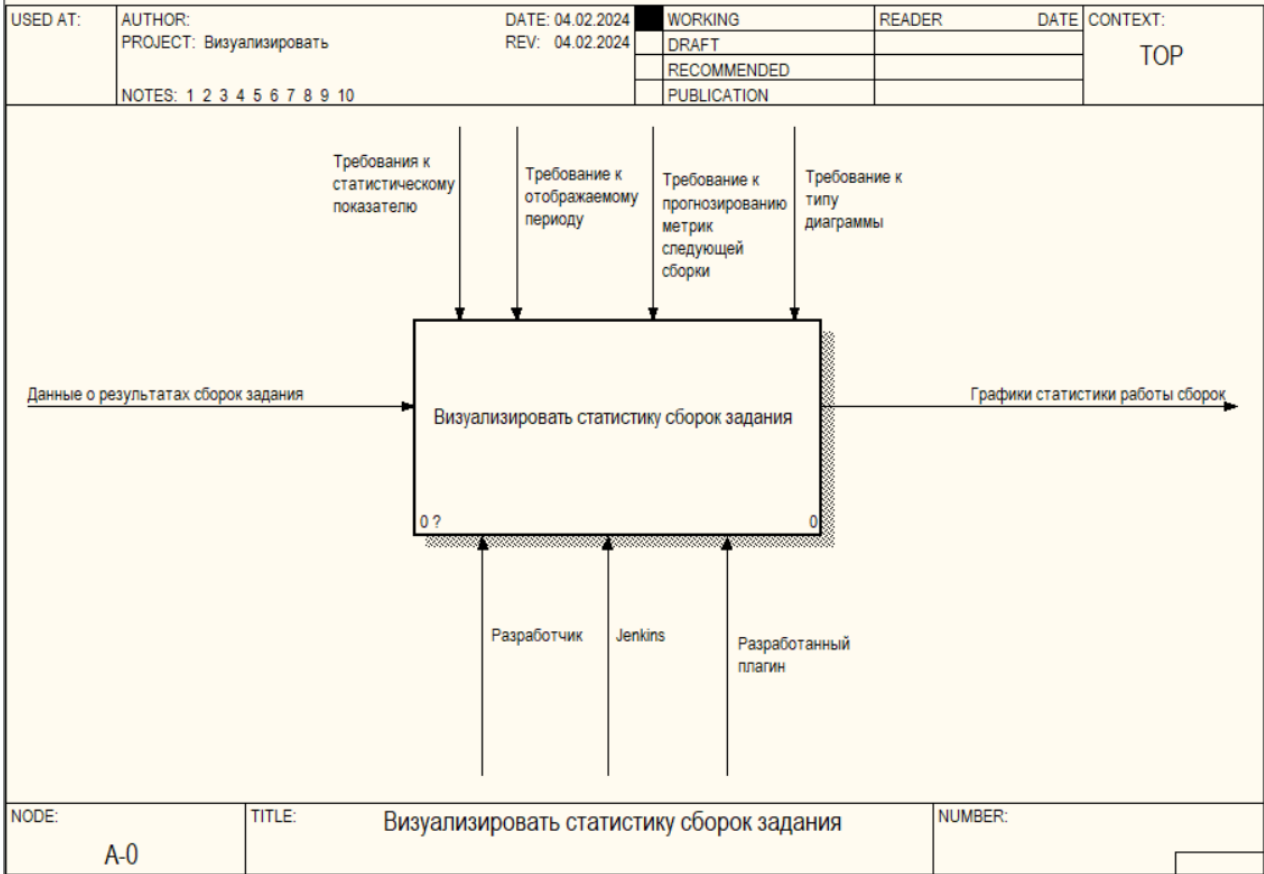 USED AT:
AUTHOR:
DATE: 04.02.2024
PROJECT: Визуализировать
REV: 04.02.2024
NOTES: 1 2 3 4 5 6 7 8 9 10
WORKING
DRAFT
RECOMMENDED
PUBLICATION
READER
DATE
CONTEXT:
TOP
Требования к
статистическому
показателю
Требование к
отображаемому
периоду
Требование к
прогнозированию
метрик
следующей
сборки
Требование к
типу
диаграммы
Данные о результатах сборок задания
Визуализировать статистику сборок задания
0 ?
0
Графики статистики работы сборок
Разработчик
Jenkins
Разработанный
плагин
NODE:
A-0
TITLE:
Визуализировать статистику сборок задания
NUMBER: